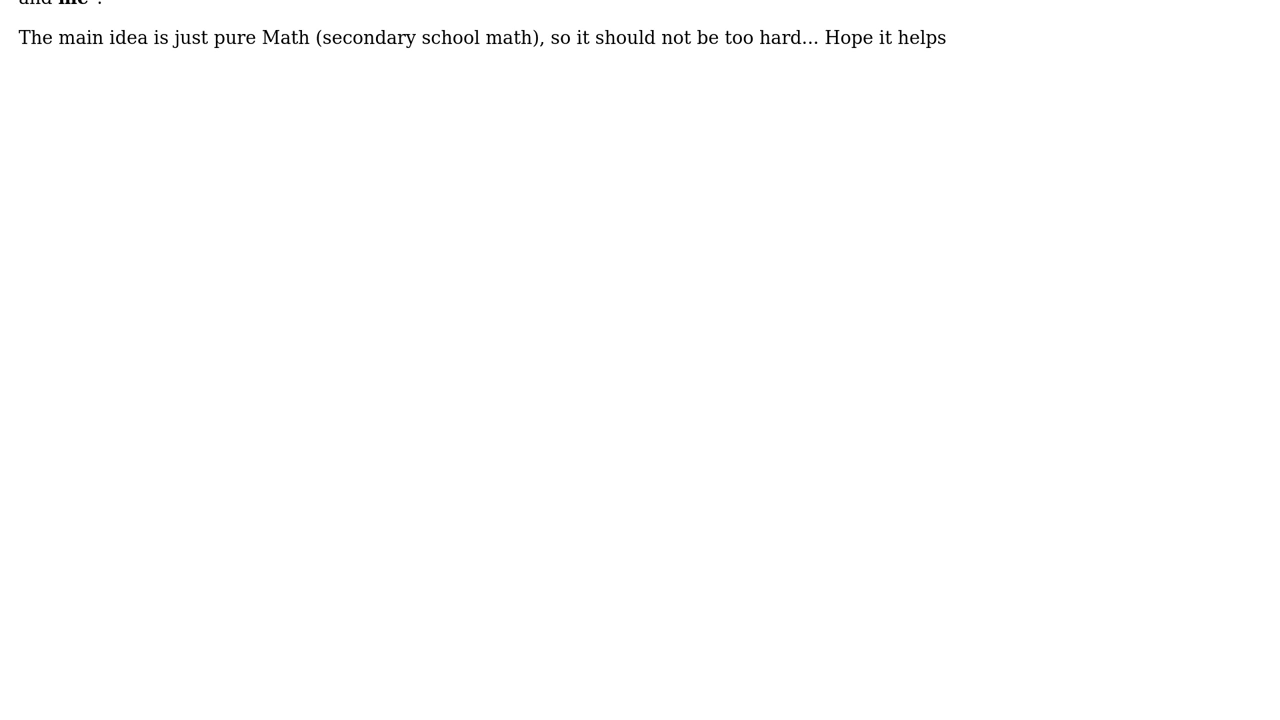 and
The main idea is just pure Math (secondary school math), so it should not be too hard... Hope it helps